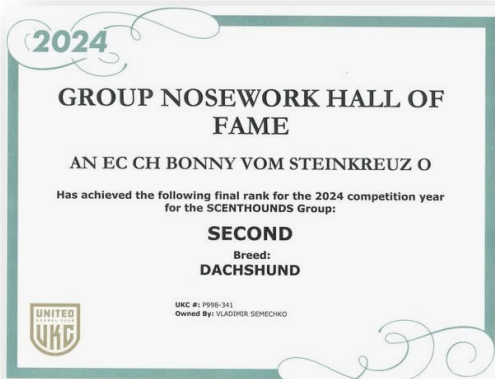 2024
GROUP NOSEWORK HALL OF
FAME
AN EC CH BONNY VOM STEINKREUZ O
Has achieved the following final rank for the 2024 competition year
for the SCENTHOUNDS Group:
SECOND
Breed:
DACHSHUND
UKC #: P998-341
Owned By: VLADIMIR SEMECHKO
UNITED
KENNEL CLUB
UKC